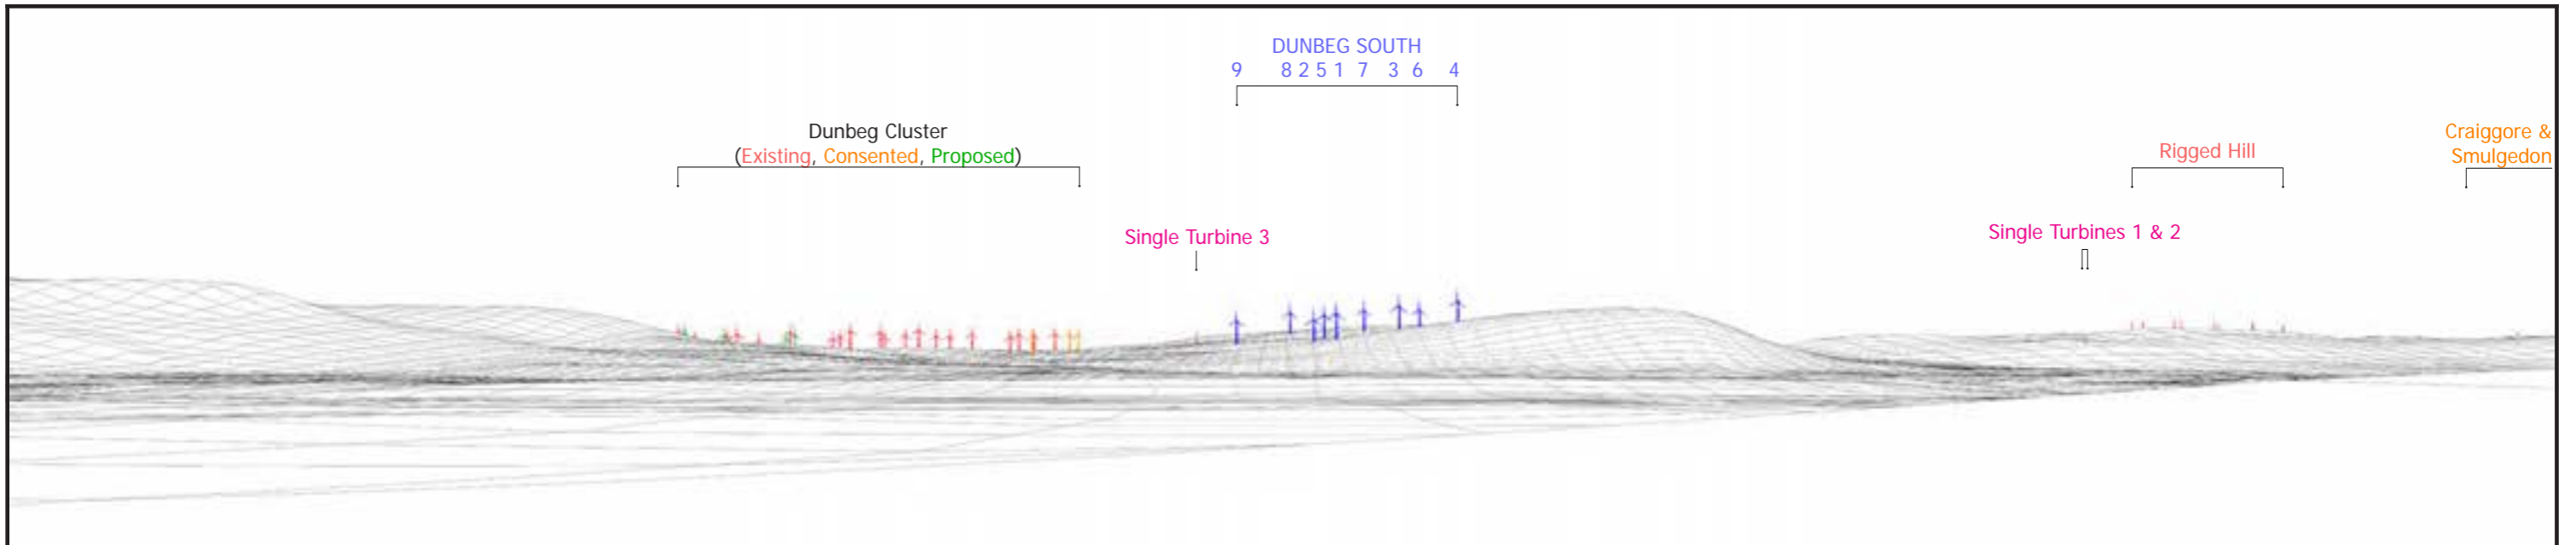 DUNBEG SOUTH
9 8 2 5 1 7 3 6 4
Dunbeg Cluster
(Existing, Consented, Proposed)
Single Turbine 3
Single Turbines 1 & 2
Rigged Hill
Craiggore &
Smulgedon